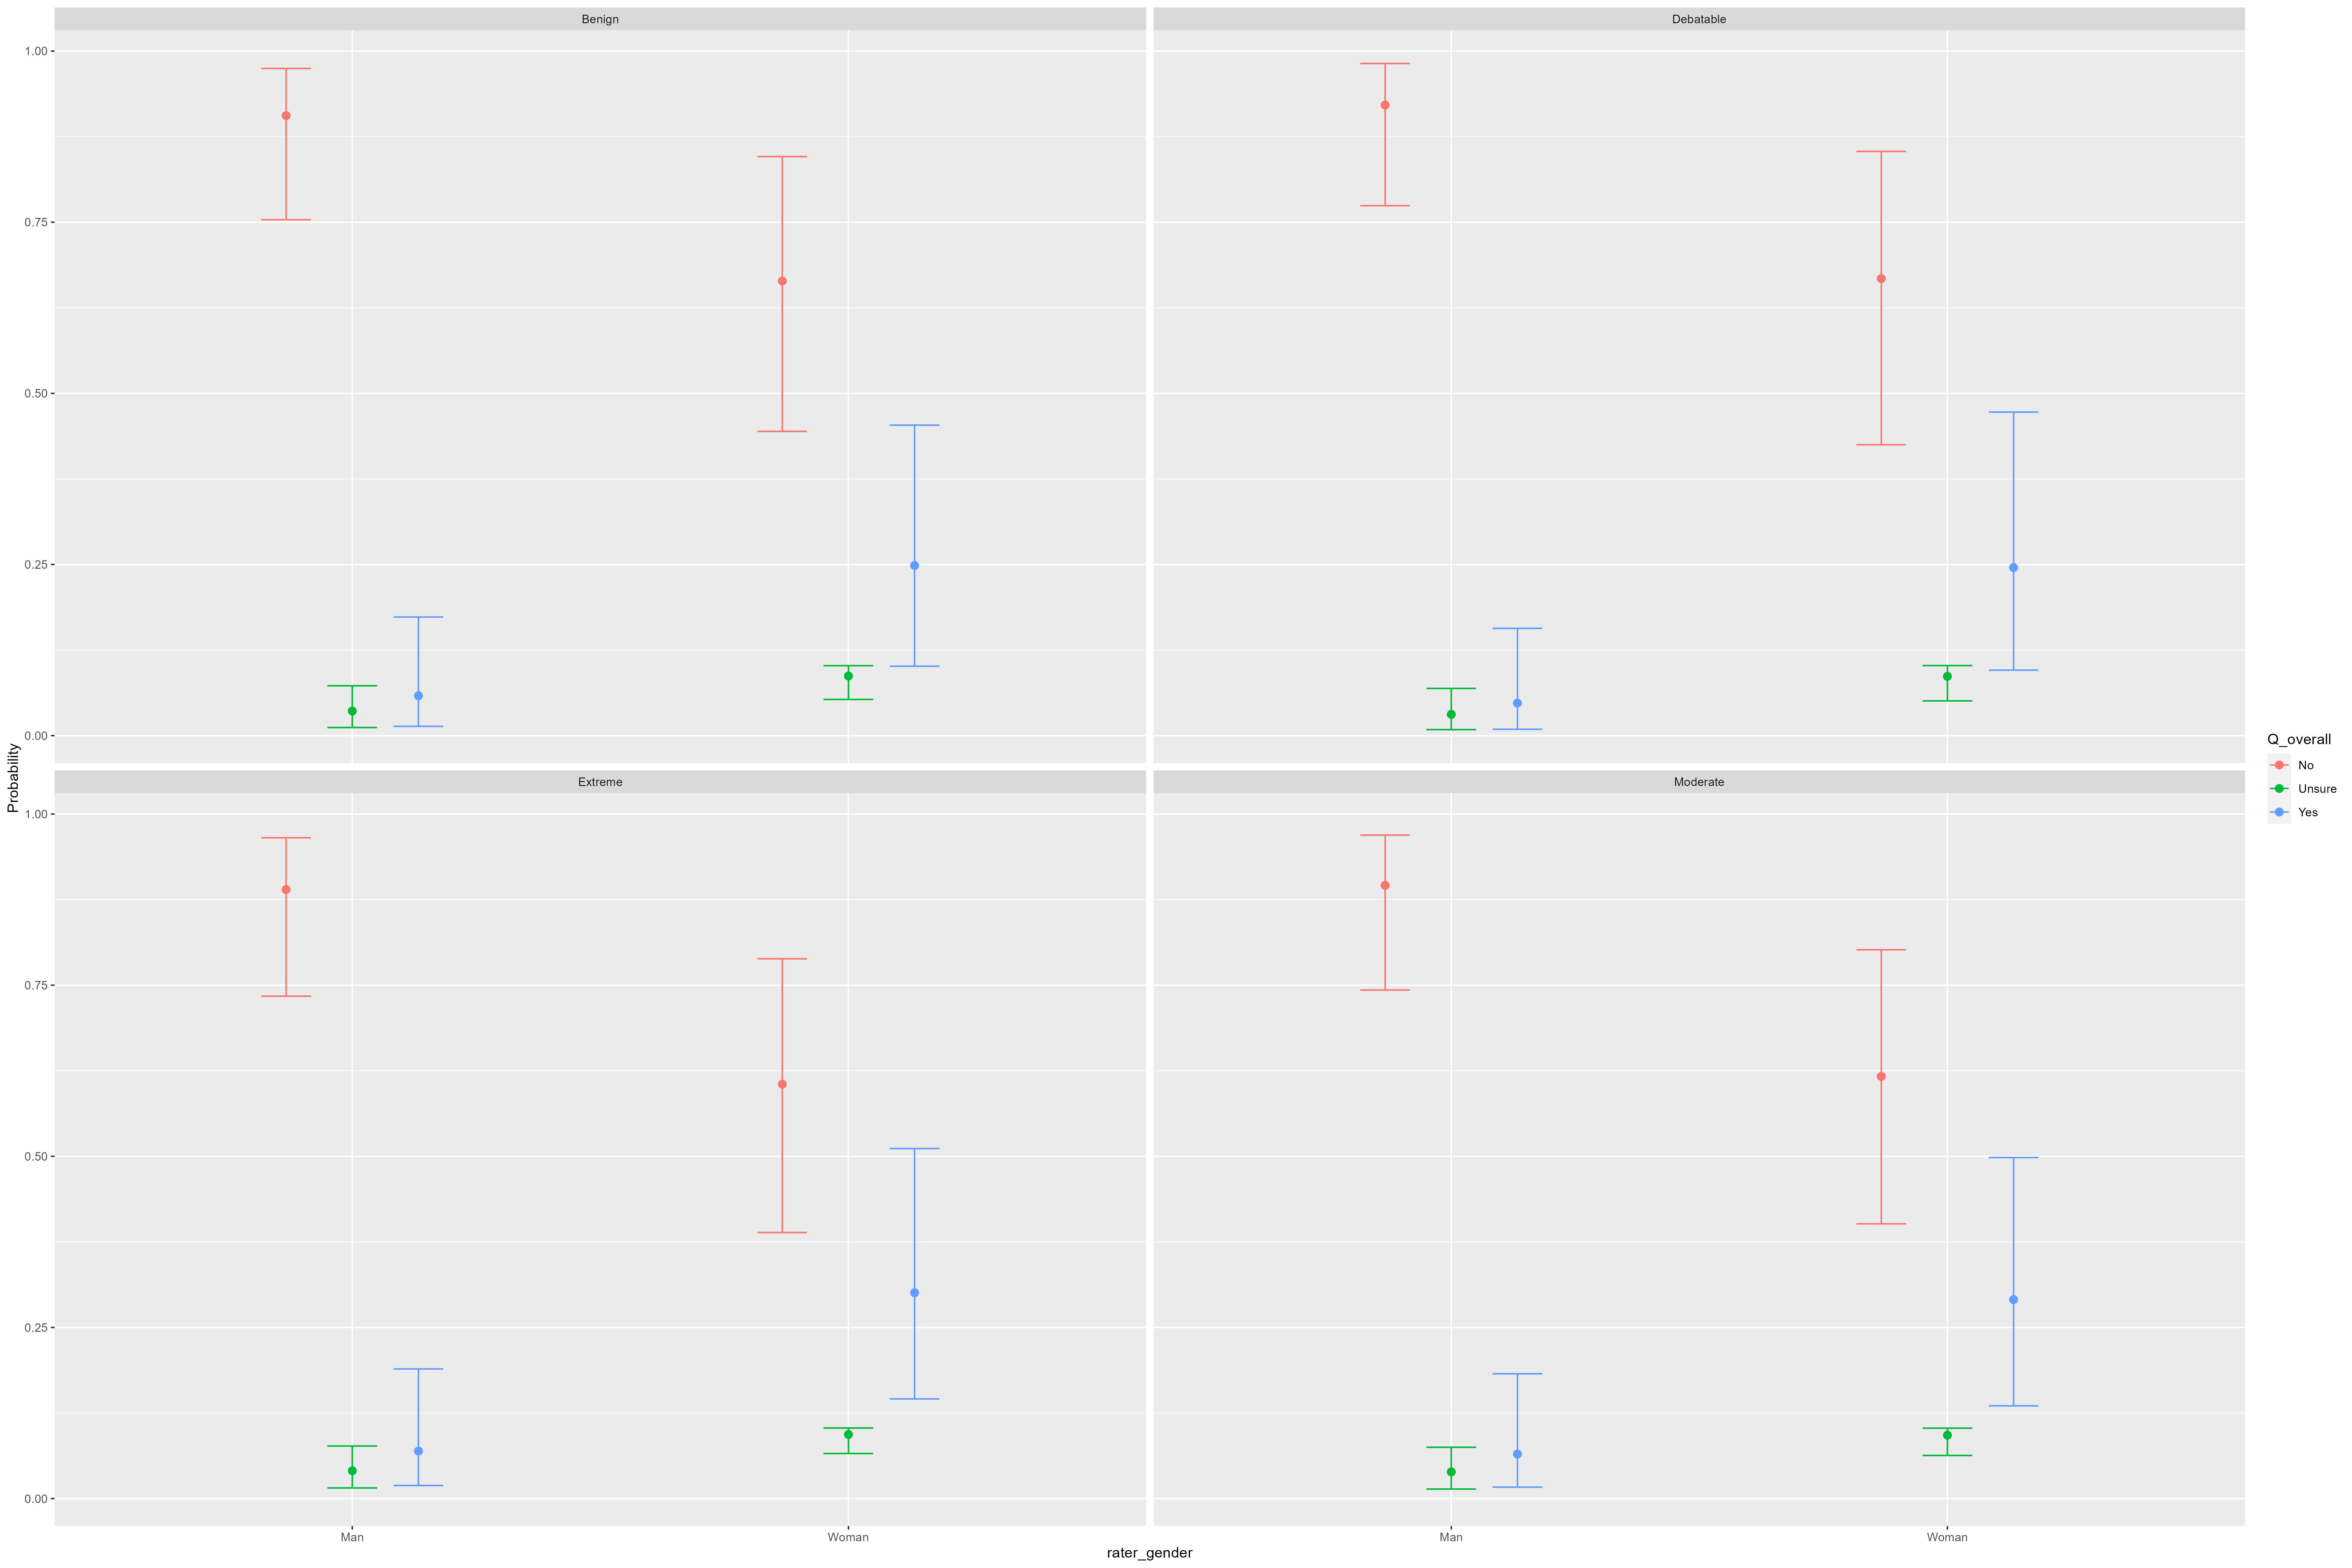 Benign
Debatable
1.00
0.75
0.50
0.25
0.00
Extreme
Moderate
1.00
0.75
0.50
0.25
0.00
Man
Woman
Man
Woman
rater_gender
Probability
Q_overall
No
Unsure
Yes